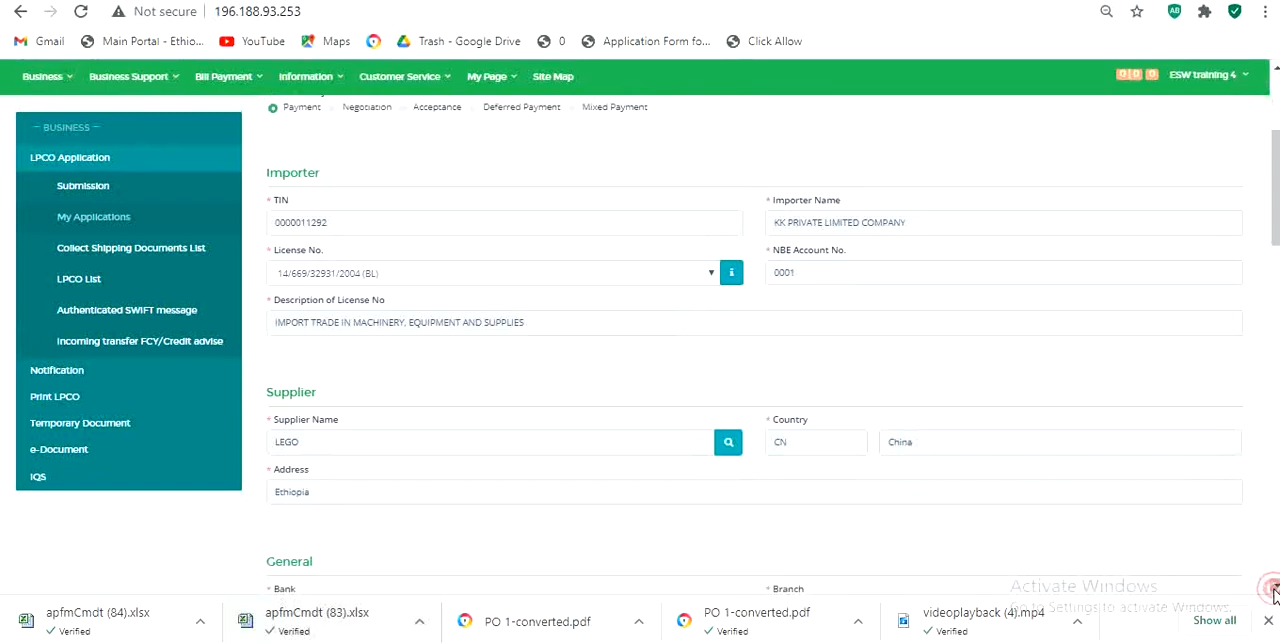 Not secure 196.188.93.253
Gmail Main Portal - Ethio... YouTube Maps Trash - Google Drive 0 Application Form fo... Click Allow
Business Business Support Bill Payment Information Customer Service My Page Site Map ESW training 4
Payment Negotiation Acceptance Deferred Payment Mixed Payment
BUSINESS
LPCO Application
Submission
My Applications
Collect Shipping Documents List
LPCO List
Authenticated SWIFT message
Incoming transfer FCY/Credit advise
Notification
Print LPCO
Temporary Document
e-Document
IQS
Importer
* TIN * Importer Name
0000011292 KK PRIVATE LIMITED COMPANY
* License No. * NBE Account No.
14/669/32931/2004 (BL) 0001
* Description of License No
IMPORT TRADE IN MACHINERY, EQUIPMENT AND SUPPLIES
Supplier
* Supplier Name * Country
LEGO CN China
* Address
Ethiopia
General
* Bank * Branch
Activate Windows
Go to Settings to activate Windows.
apfmCmdt (84).xlsx apfmCmdt (83).xlsx PO 1-converted.pdf PO 1-converted.pdf videoplayback (4).mp4 Show all
Verified Verified Verified Verified